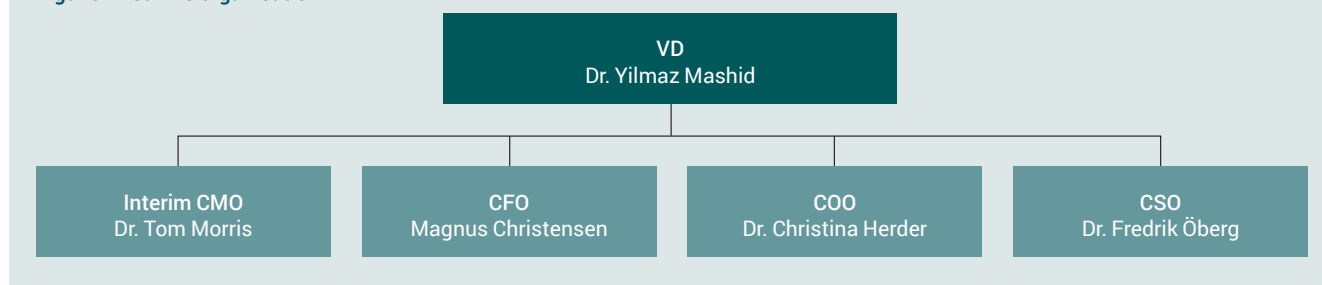 VD
Dr. Yilmaz Mashid
Interim CMO
Dr. Tom Morris
CFO
Magnus Christensen
COO
Dr. Christina Herder
CSO
Dr. Fredrik Öberg